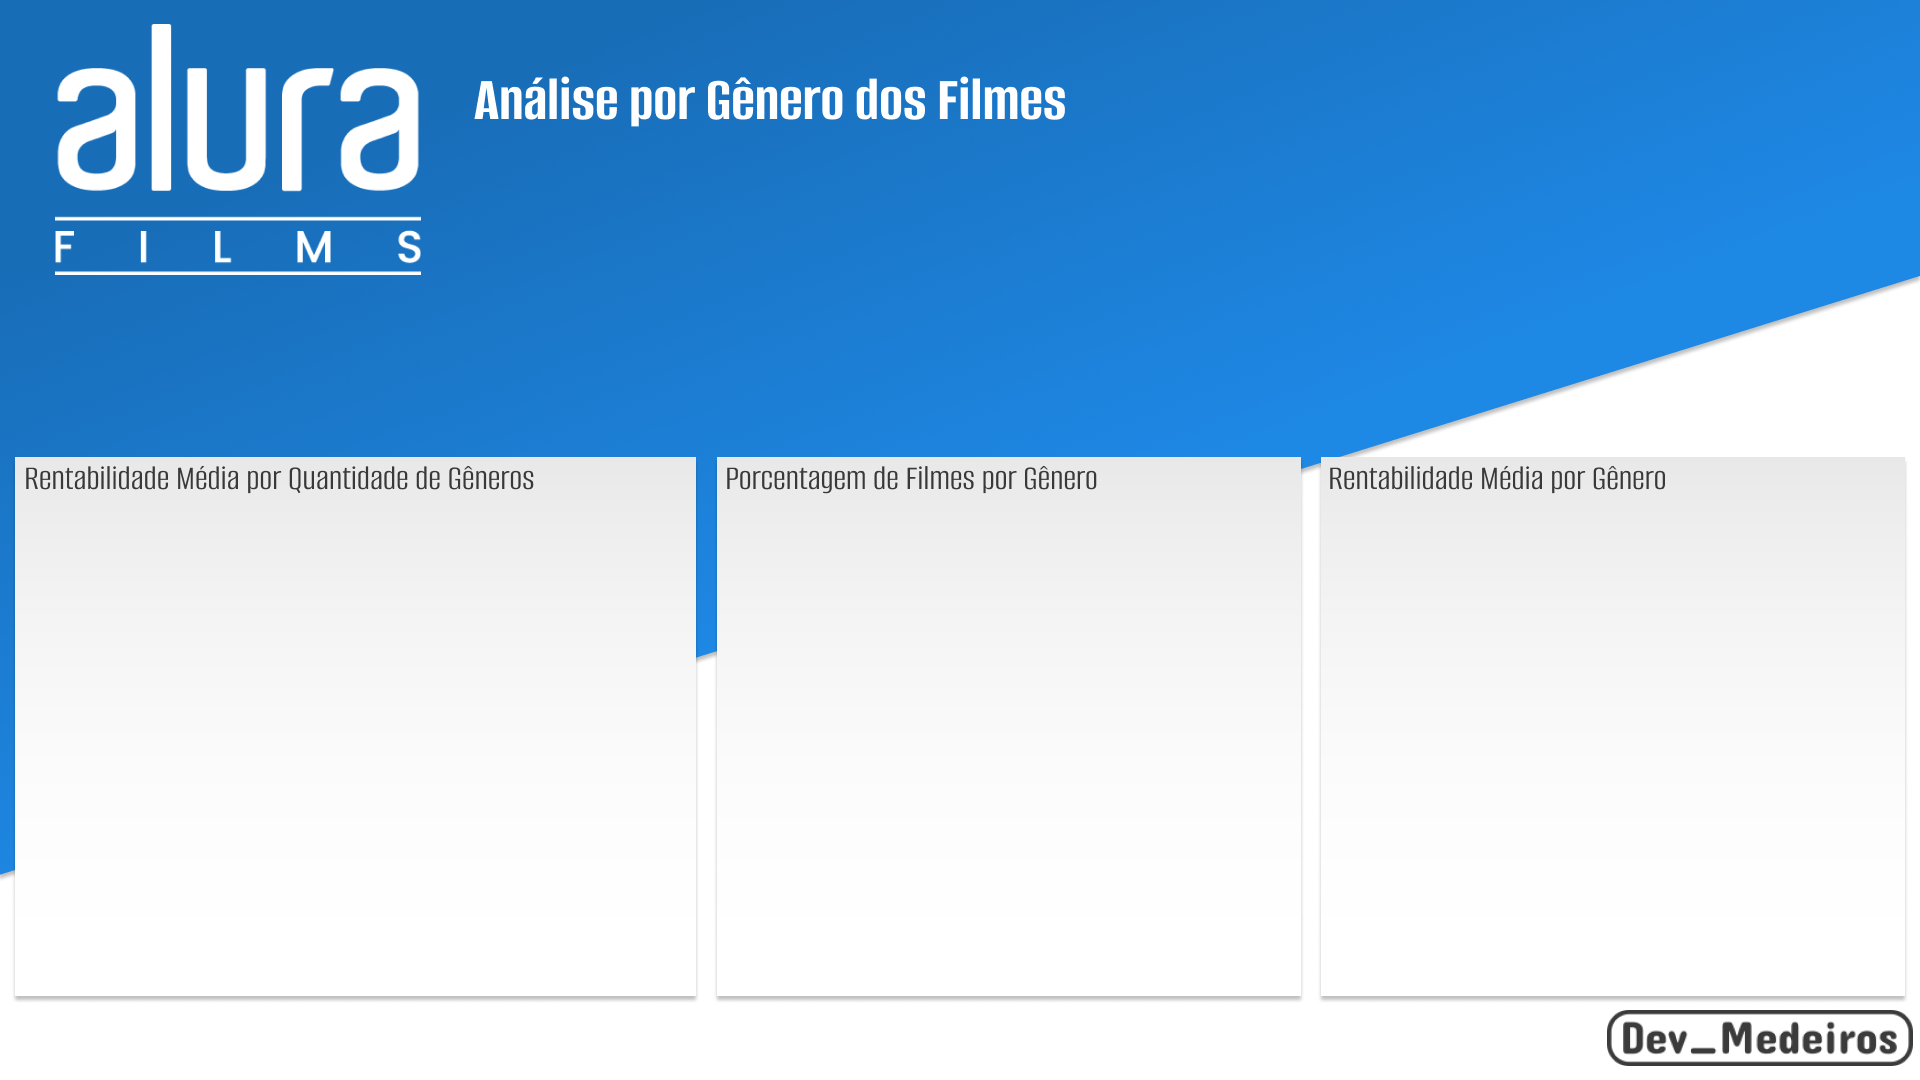 alura
FILMS
Análise por Gênero dos Filmes
Rentabilidade Média por Quantidade de Gêneros
Porcentagem de Filmes por Gênero
Rentabilidade Média por Gênero
Dev_Medeiros